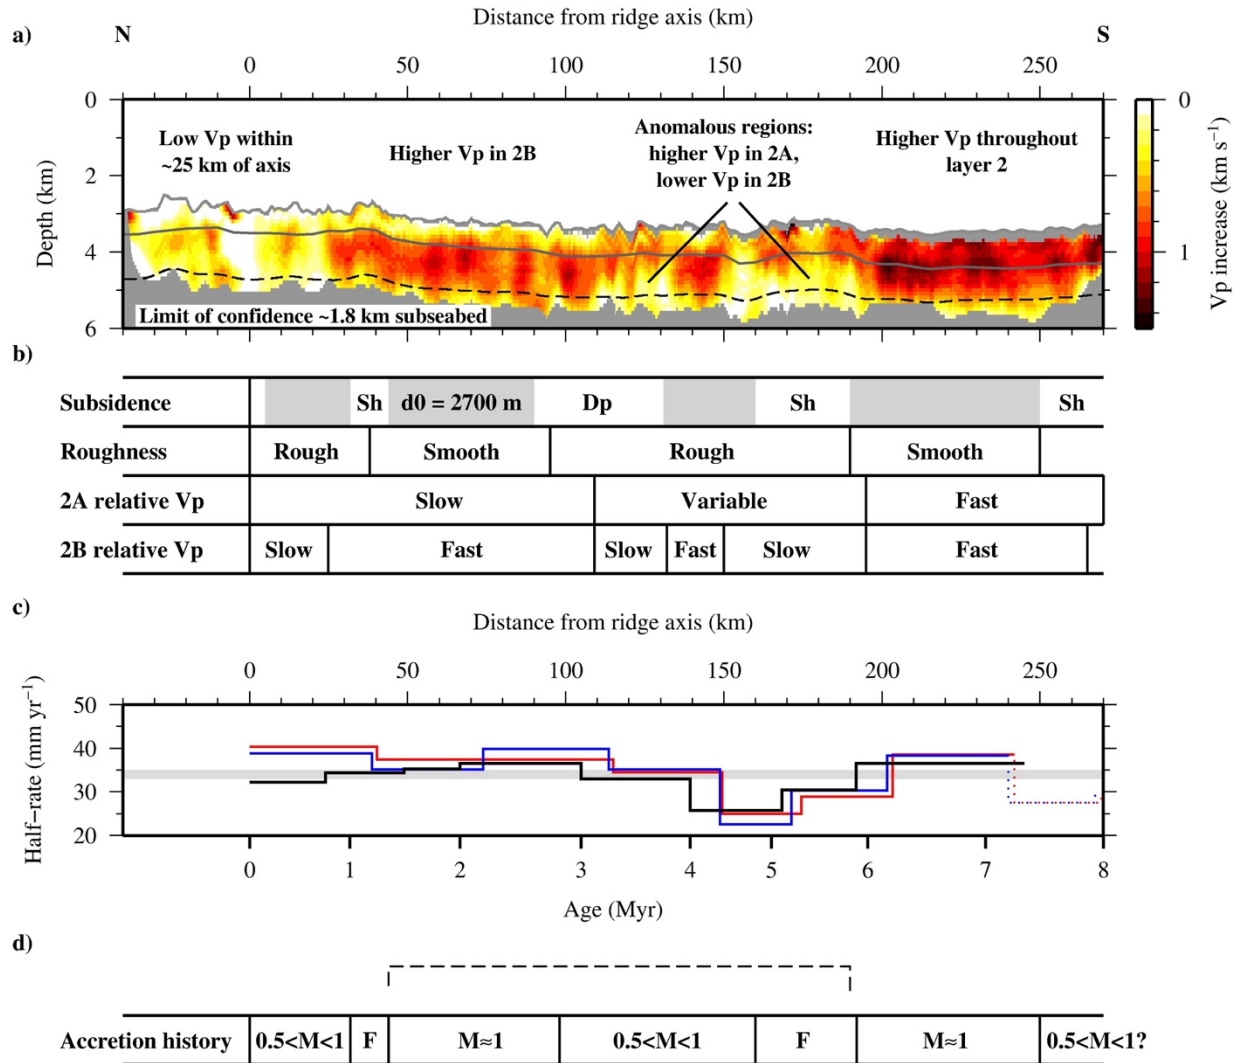 Distance from ridge axis (km)
a)
N
S
0 50 100 150 200 250
0
2
4
6
Depth (km)
Low Vp within
~25 km of axis
Higher Vp in 2B
Anomalous regions:
higher Vp in 2A,
lower Vp in 2B
Higher Vp throughout
layer 2
Limit of confidence ~1.8 km subseabed
0
1
Vp increase (km s⁻¹)
b)
Subsidence Sh d0 = 2700 m Dp Sh Sh
Roughness Rough Smooth Rough Smooth
2A relative Vp Slow Variable Fast
2B relative Vp Slow Fast Slow Fast Slow Fast
c)
Distance from ridge axis (km)
0 50 100 150 200 250
50
40
30
20
Half−rate (mm yr⁻¹)
0 1 2 3 4 5 6 7 8
Age (Myr)
d)
Accretion history 0.5<M<1 F M≈1 0.5<M<1 F M≈1 0.5<M<1?